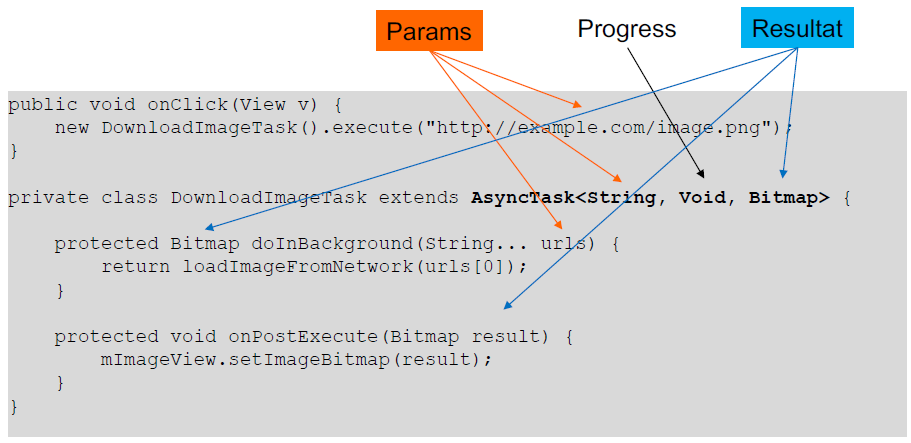 Params Progress Resultat
public void onClick(View v) {
    new DownloadImageTask().execute("http://example.com/image.png");
}
private class DownloadImageTask extends AsyncTask<String, Void, Bitmap> {
    protected Bitmap doInBackground(String... urls) {
        return loadImageFromNetwork(urls[0]);
    }
    protected void onPostExecute(Bitmap result) {
        mImageView.setImageBitmap(result);
    }
}